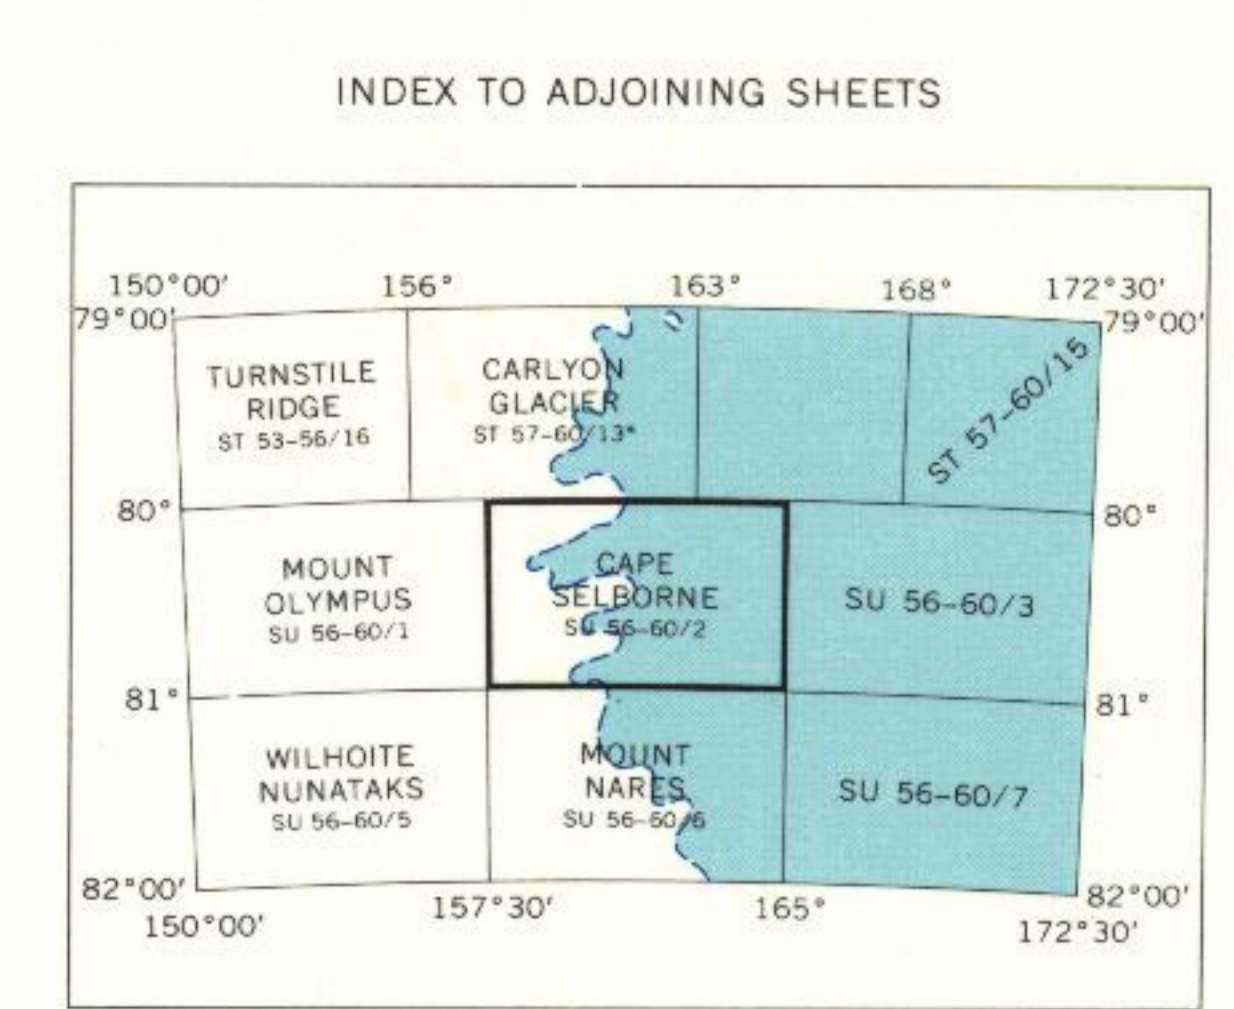 INDEX TO ADJOINING SHEETS
150°00' 156° 163° 168° 172°30'
79°00' 79°00'
TURNSTILE
RIDGE
ST 53-56/16
CARLYON
GLACIER
ST 57-60/13*
ST 57-60/15
80° 80°
MOUNT
OLYMPUS
SU 56-60/1
CAPE
SELBORNE
SU 56-60/2
SU 56-60/3
81° 81°
WILHOITE
NUNATAKS
SU 56-60/5
MOUNT
NARES
SU 56-60/6
SU 56-60/7
82°00' 82°00'
150°00' 157°30' 165° 172°30'